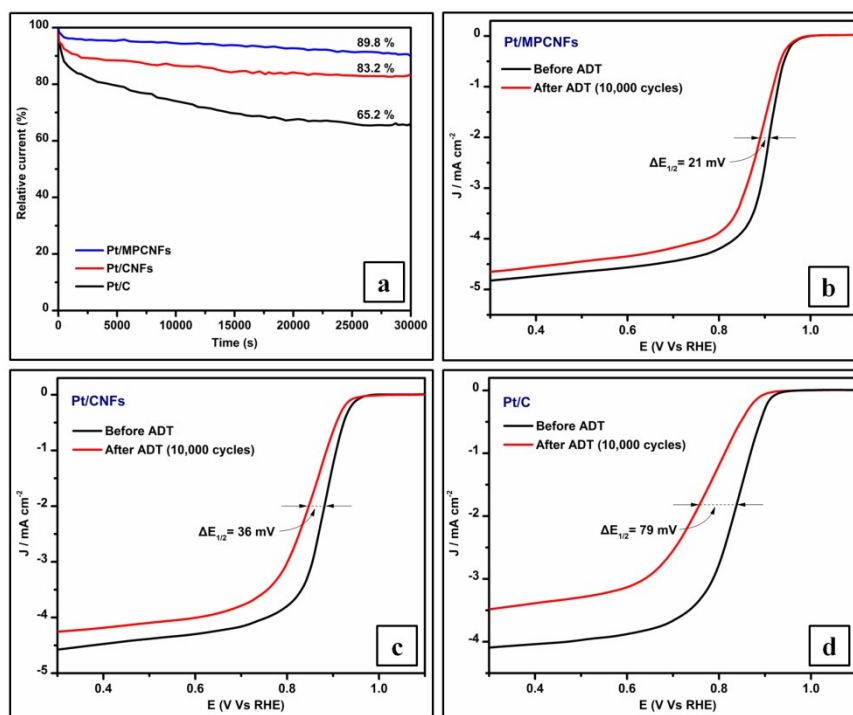 100
80
60
40
20
0
Relative current (%)
89.8 %
83.2 %
65.2 %
Pt/MPCNFs
Pt/CNFs
Pt/C
a
0 5000 10000 15000 20000 25000 30000
Time (s)
0
-1
-2
-3
-4
-5
J / mA cm-2
Pt/MPCNFs
Before ADT
After ADT (10,000 cycles)
ΔE1/2= 21 mV
b
0.4 0.6 0.8 1.0
E (V Vs RHE)
0
-1
-2
-3
-4
-5
J / mA cm-2
Pt/CNFs
Before ADT
After ADT (10,000 cycles)
ΔE1/2= 36 mV
c
0.4 0.6 0.8 1.0
E (V Vs RHE)
0
-1
-2
-3
-4
J / mA cm-2
Pt/C
Before ADT
After ADT (10,000 cycles)
ΔE1/2= 79 mV
d
0.4 0.6 0.8 1.0
E (V Vs RHE)